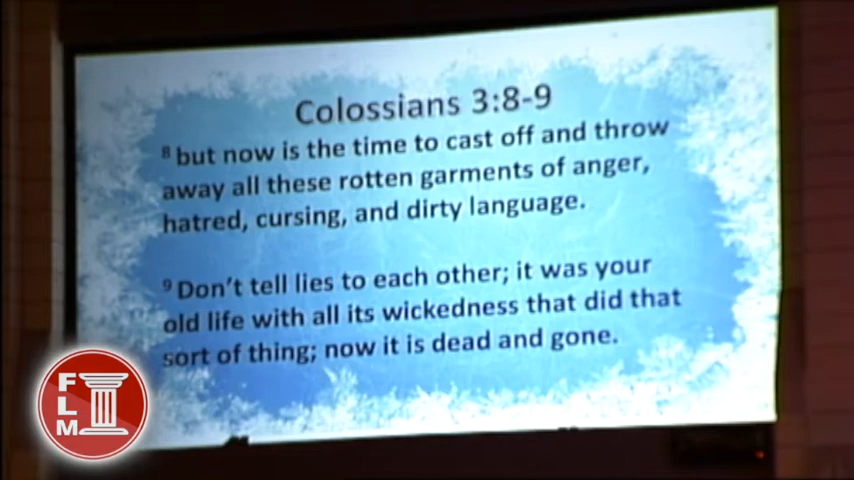 Colossians 3:8-9
8 but now is the time to cast off and throw
away all these rotten garments of anger,
hatred, cursing, and dirty language.
9 Don't tell lies to each other; it was your
old life with all its wickedness that did that
sort of thing; now it is dead and gone.
F
L
M